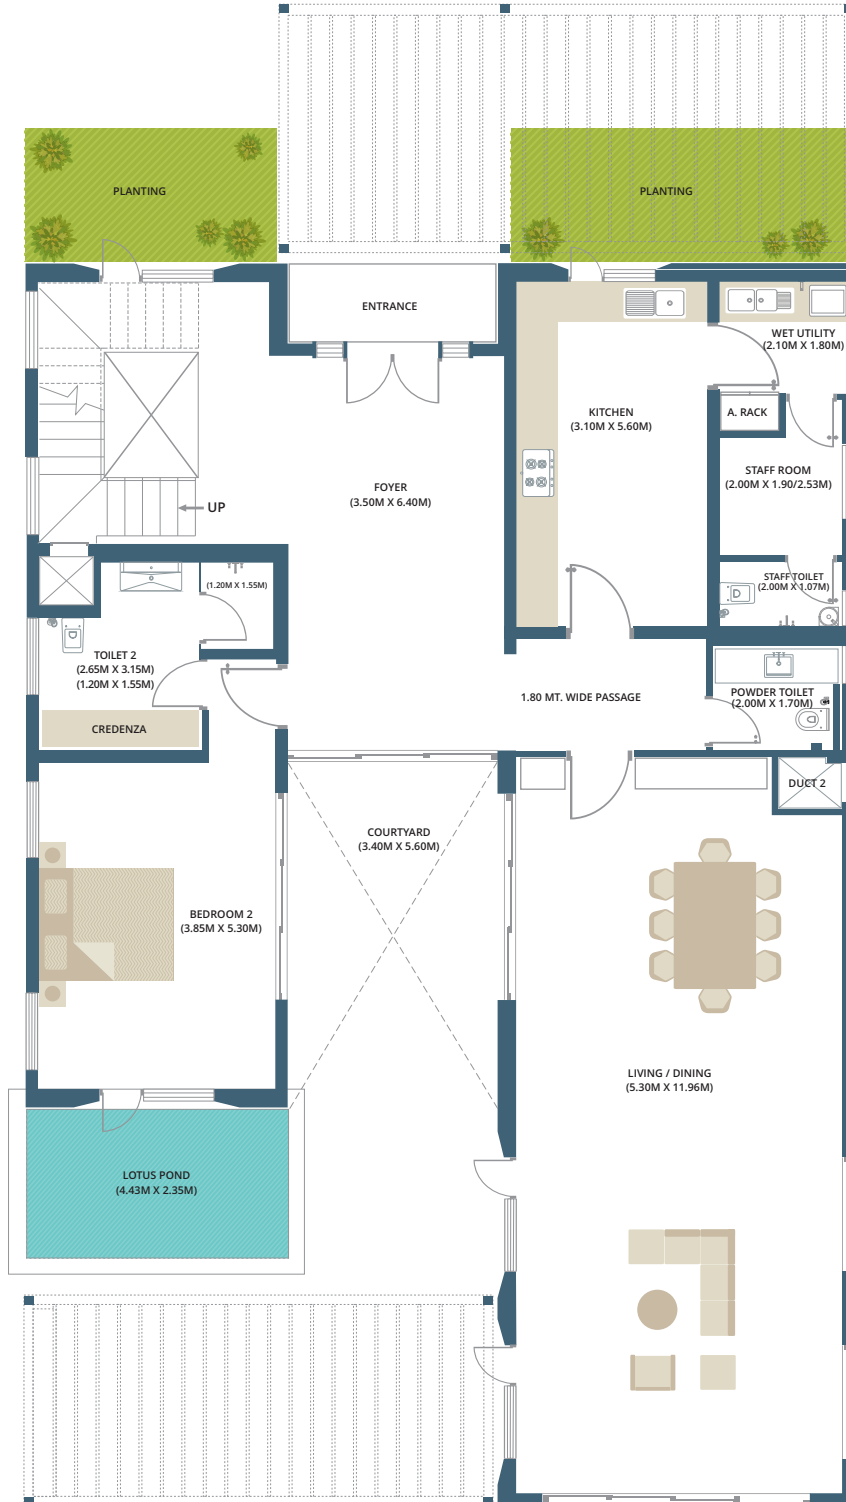 PLANTING
PLANTING
ENTRANCE
WET UTILITY
(2.10M X 1.80M)
KITCHEN
(3.10M X 5.60M)
A. RACK
STAFF ROOM
(2.00M X 1.90/2.53M)
FOYER
(3.50M X 6.40M)
UP
STAFF TOILET
(2.00M X 1.07M)
(1.20M X 1.55M)
TOILET 2
(2.65M X 3.15M)
(1.20M X 1.55M)
CREDENZA
1.80 MT. WIDE PASSAGE
POWDER TOILET
(2.00M X 1.70M)
DUCT 2
COURTYARD
(3.40M X 5.60M)
BEDROOM 2
(3.85M X 5.30M)
LIVING / DINING
(5.30M X 11.96M)
LOTUS POND
(4.43M X 2.35M)